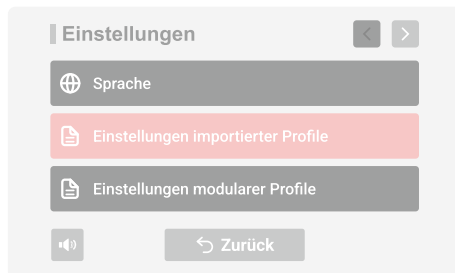 Einstellungen
Sprache
Einstellungen importierter Profile
Einstellungen modularer Profile
Zurück